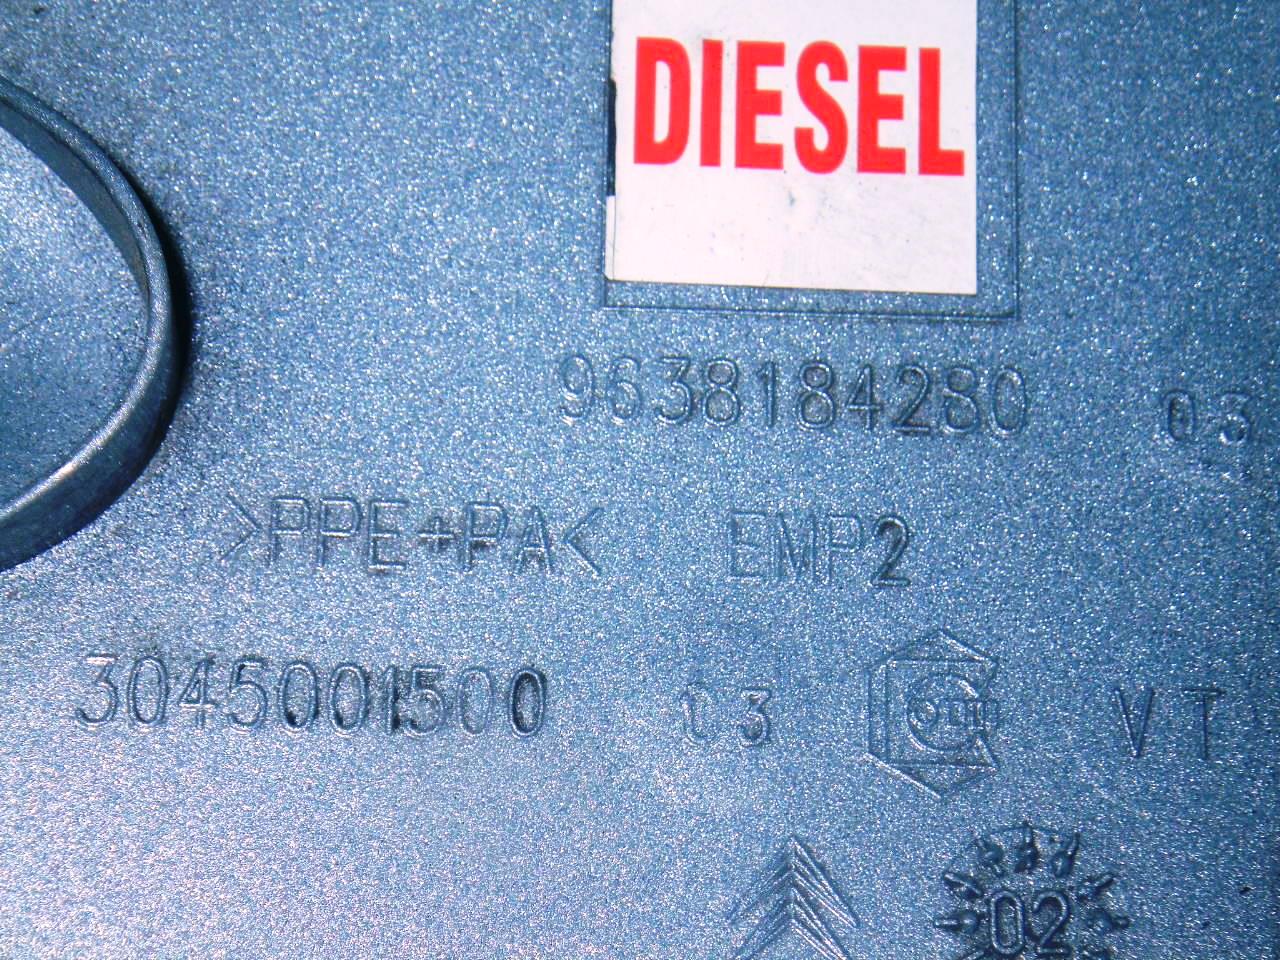 DIESEL
9638184280 03
>PPE+PA< EMP2
3045001500 03 VT
02